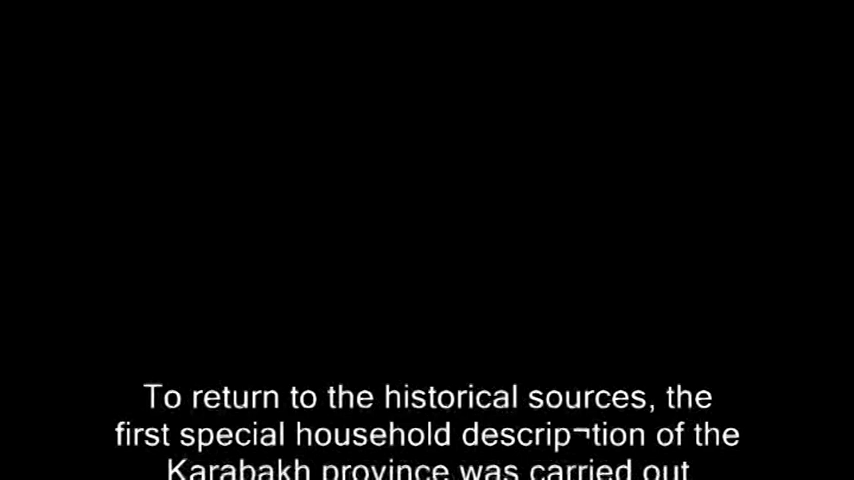 To return to the historical sources, the
first special household descrip¬tion of the
Karabakh province was carried out